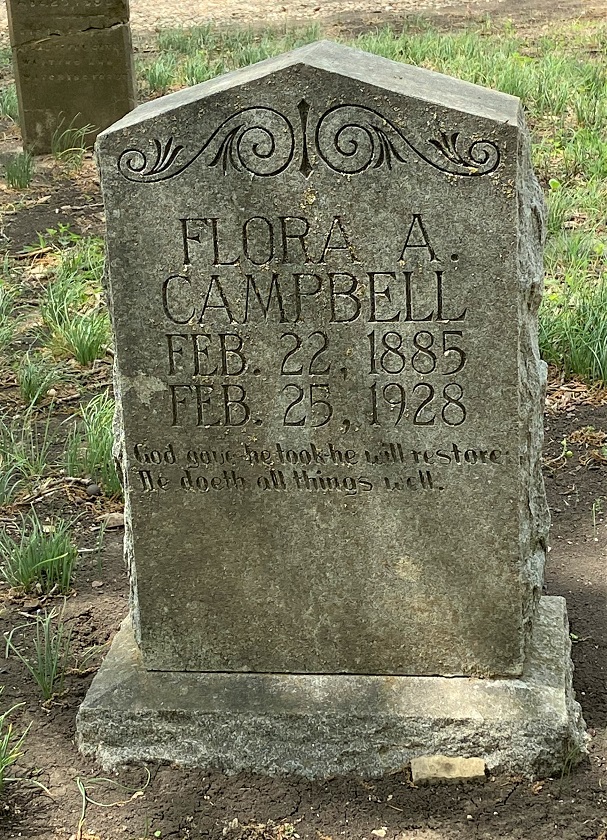 FLORA A.
CAMPBELL
FEB. 22, 1885
FEB. 25, 1928
God gave he took he will restore
He doeth all things well.